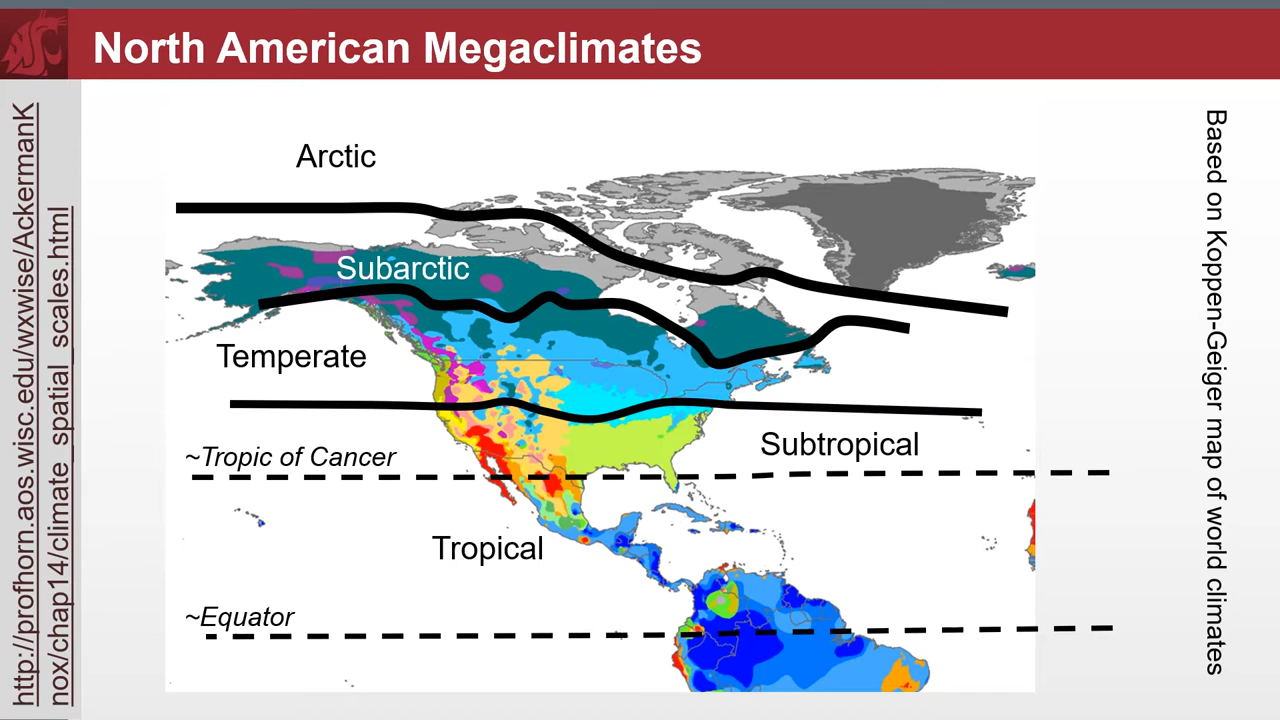 North American Megaclimates
http://profhorn.aos.wisc.edu/wxwise/AckermanK
nox/chap14/climate_spatial_scales.html
Arctic
Subarctic
Temperate
Subtropical
~Tropic of Cancer
Tropical
~Equator
Based on Koppen-Geiger map of world climates